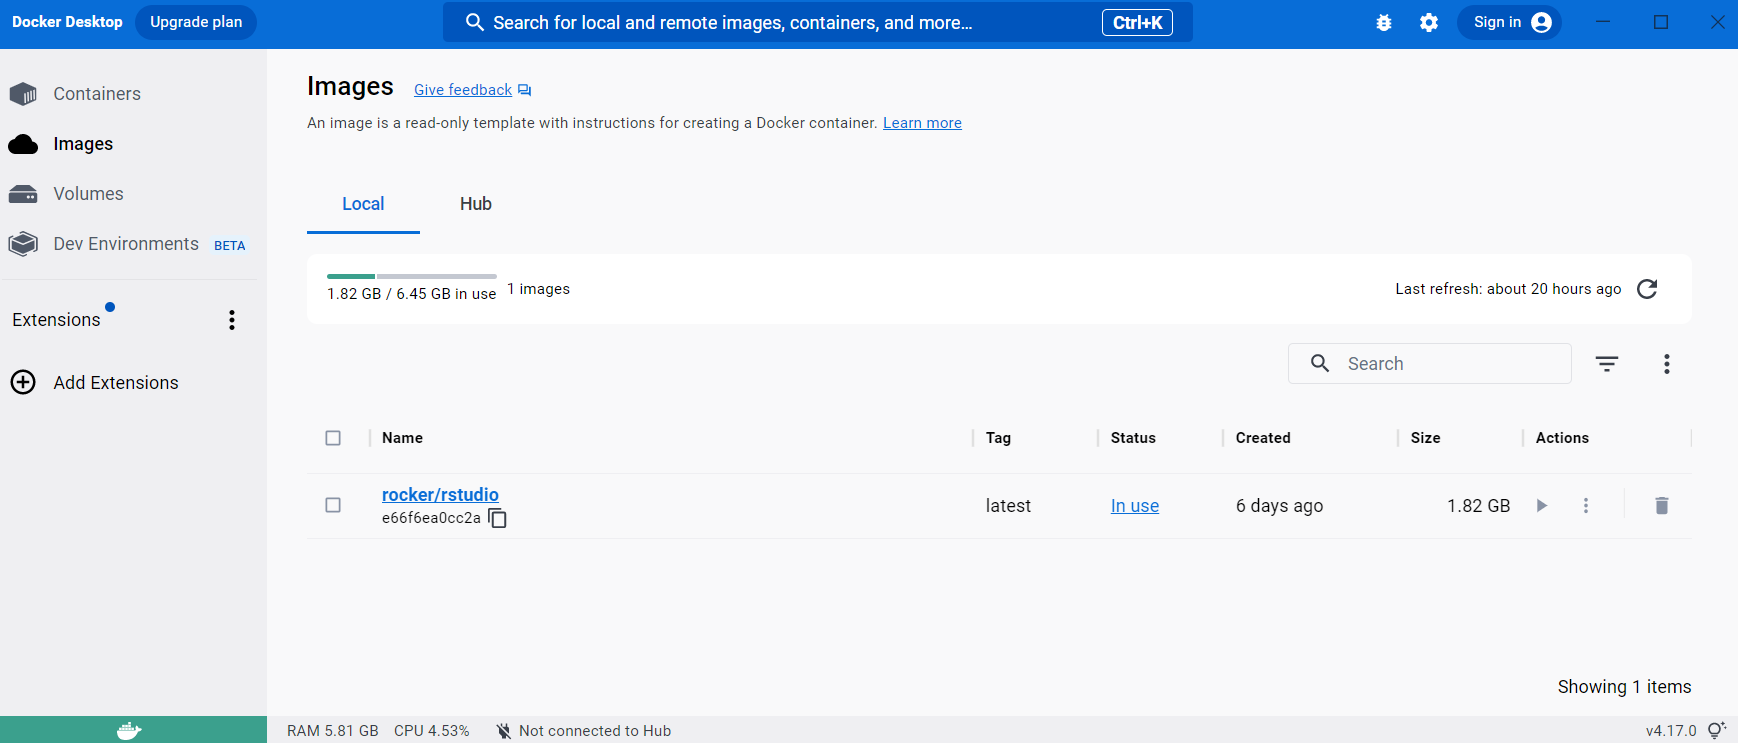 Docker Desktop
Upgrade plan
Search for local and remote images, containers, and more...
Ctrl+K
Sign in
Containers
Images
Volumes
Dev Environments BETA
Extensions
Add Extensions
Images Give feedback
An image is a read-only template with instructions for creating a Docker container. Learn more
Local Hub
1.82 GB / 6.45 GB in use 1 images
Last refresh: about 20 hours ago
Search
Name Tag Status Created Size Actions
rocker/rstudio
e66f6ea0cc2a
latest In use 6 days ago 1.82 GB
Showing 1 items
RAM 5.81 GB CPU 4.53% Not connected to Hub
v4.17.0